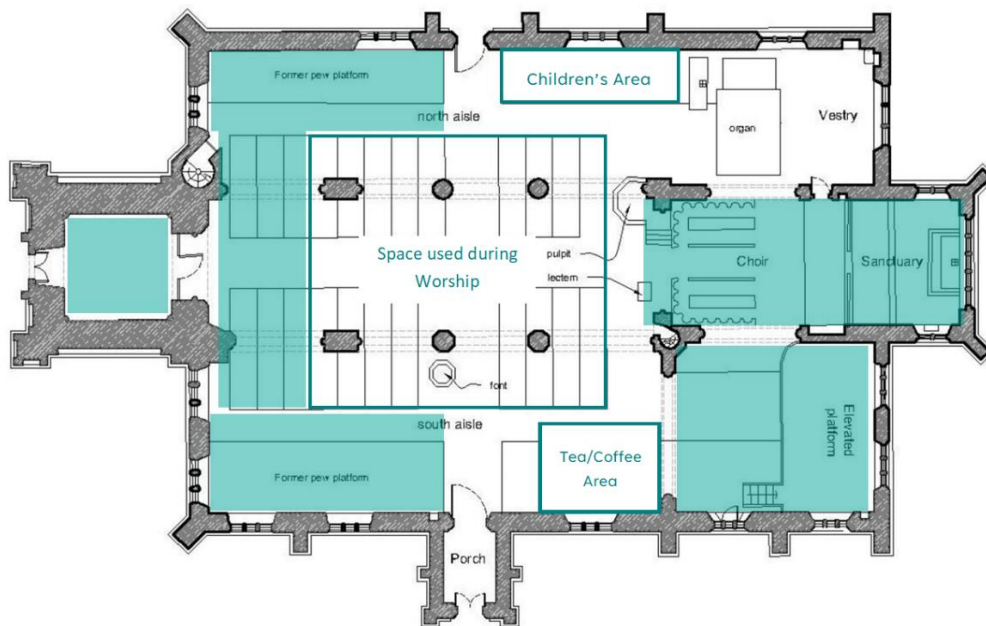 Former pew platform
Children's Area
north aisle
organ
Vestry
Space used during
Worship
pulpit
lectern
Choir
Sanctuary
font
south aisle
Former pew platform
Tea/Coffee
Area
Elevated
platform
Porch